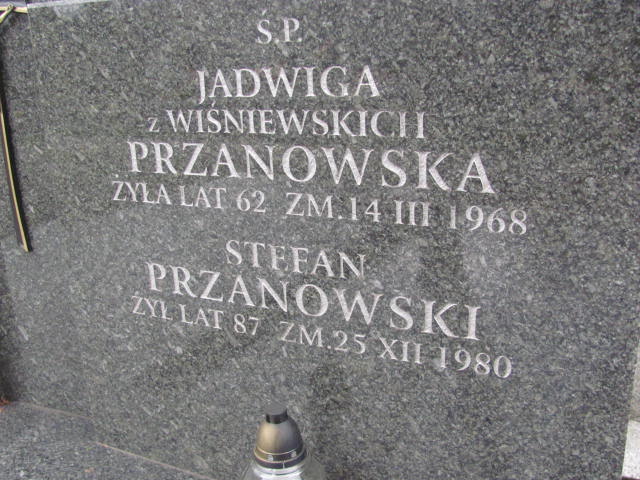 Ś.P.
JADWIGA
z WIŚNIEWSKICH
PRZANOWSKA
ŻYŁA LAT 62 ZM.14 III 1968
STEFAN
PRZANOWSKI
ŻYŁ LAT 87 ZM.25 XII 1980